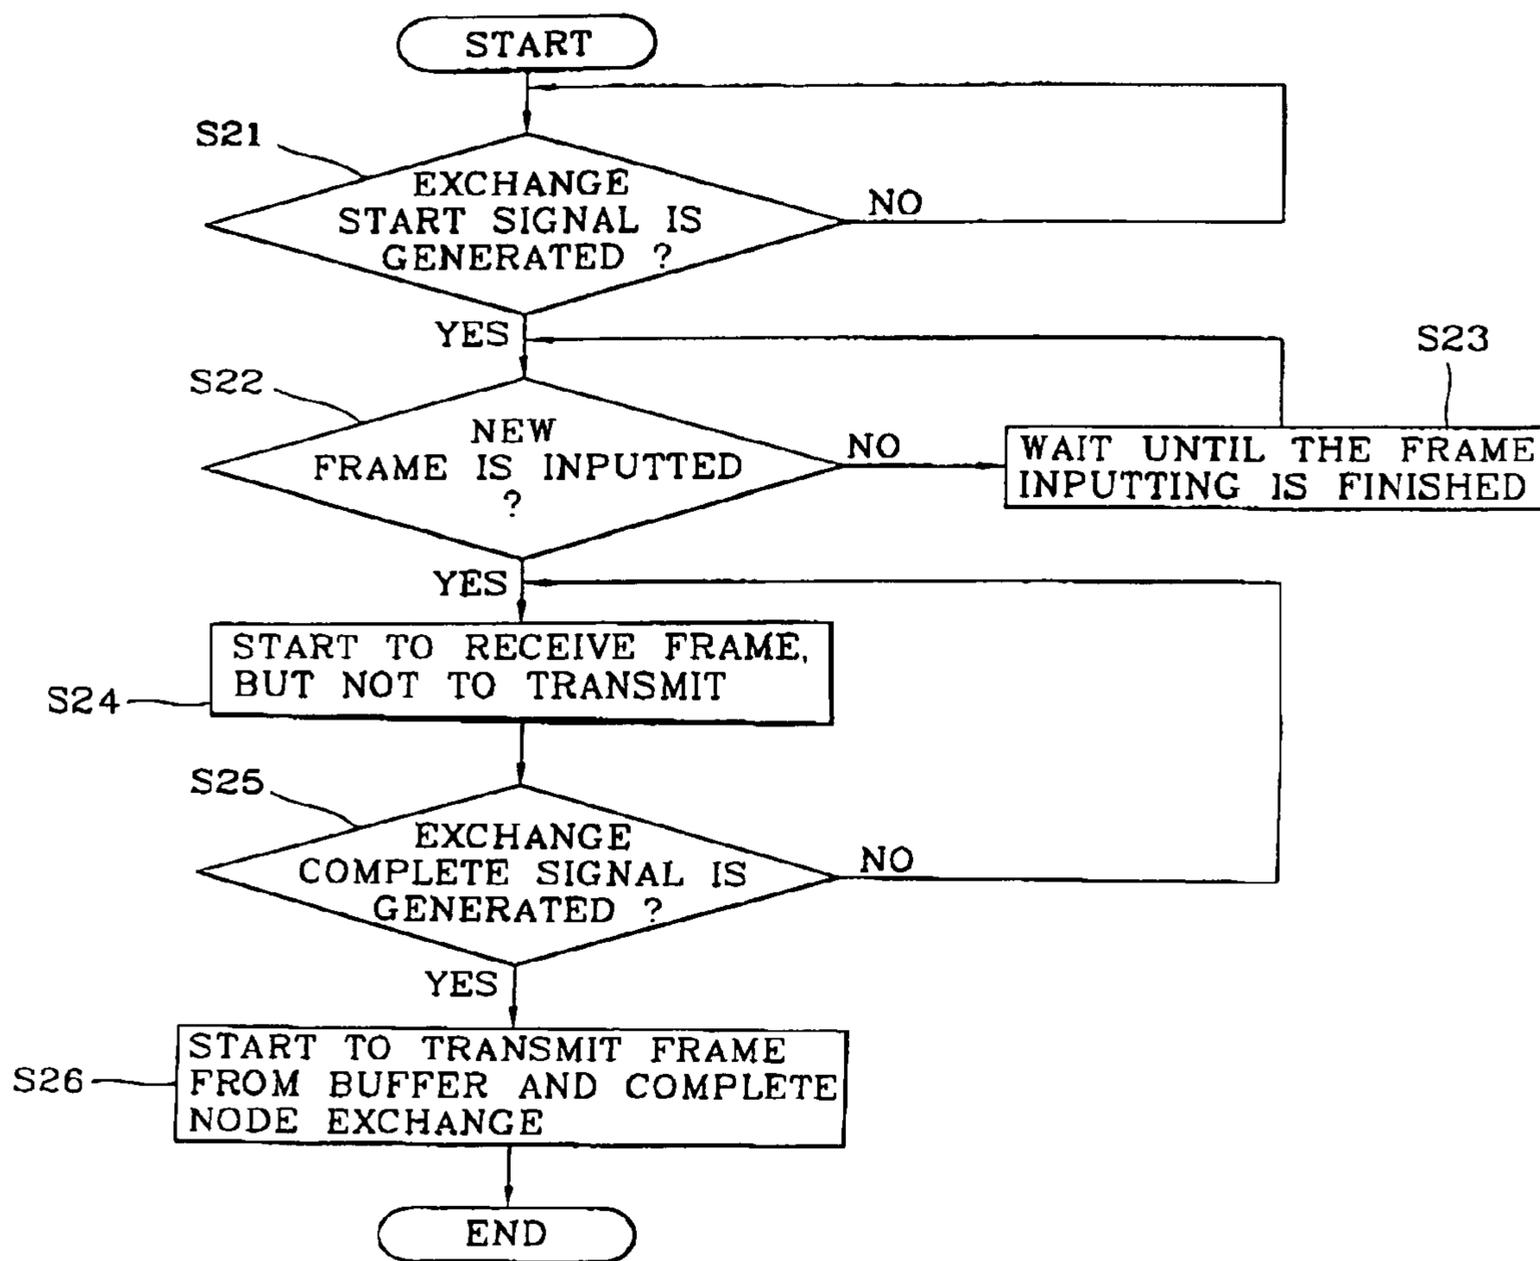 START
S21
EXCHANGE
START SIGNAL IS
GENERATED ?
NO
YES
S22
NEW
FRAME IS INPUTTED
?
NO
S23
WAIT UNTIL THE FRAME
INPUTTING IS FINISHED
YES
START TO RECEIVE FRAME,
BUT NOT TO TRANSMIT
S24
S25
EXCHANGE
COMPLETE SIGNAL IS
GENERATED ?
NO
YES
START TO TRANSMIT FRAME
FROM BUFFER AND COMPLETE
NODE EXCHANGE
S26
END